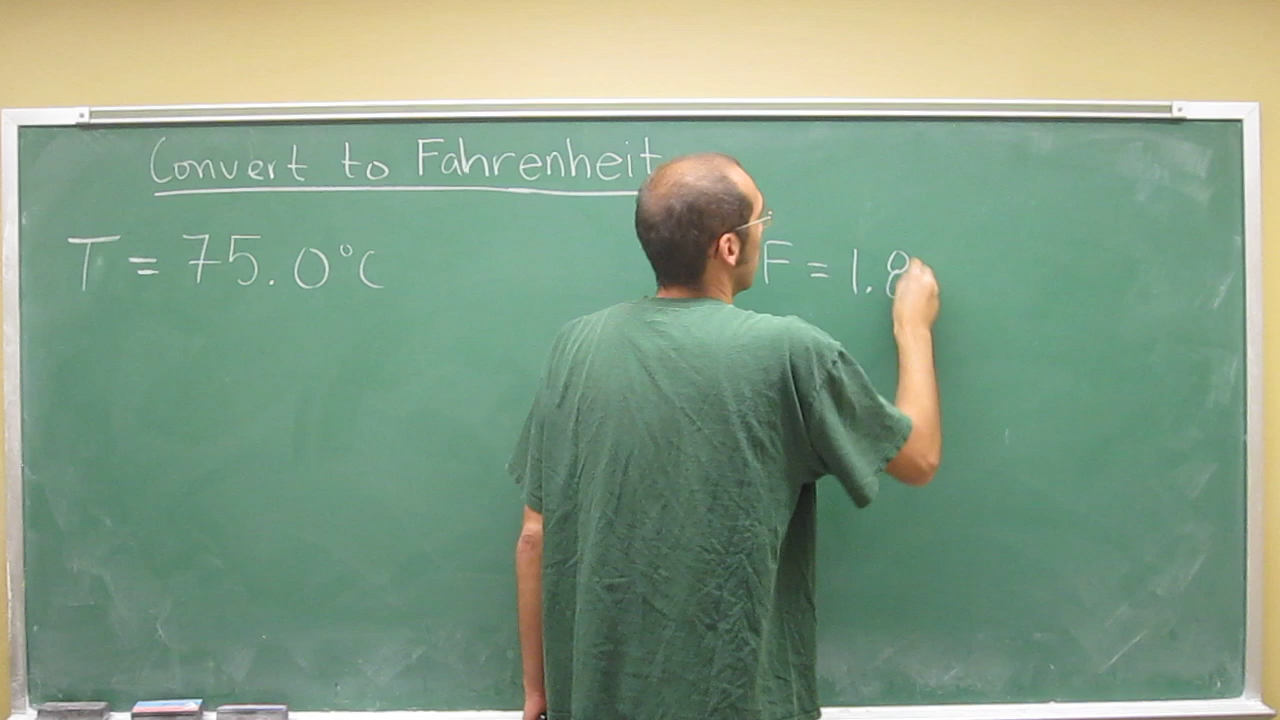 Convert to Fahrenheit
T = 75.0°C
F = 1.8